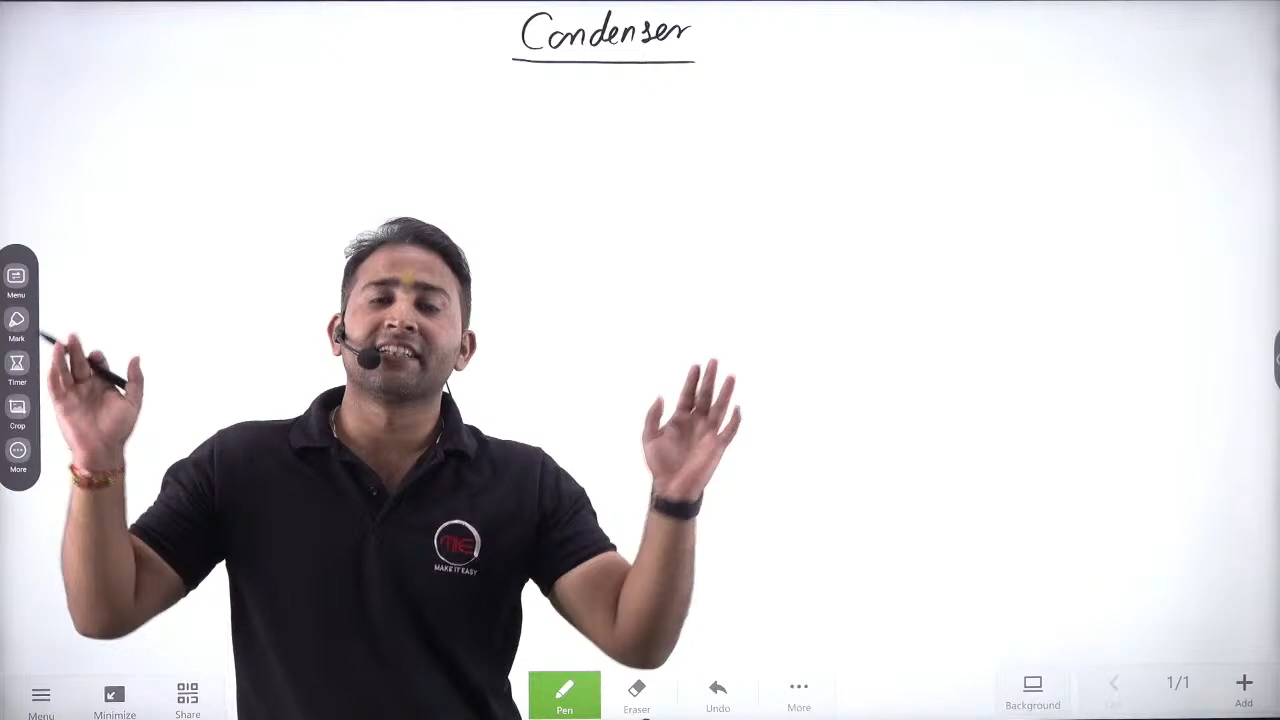 Condenser
Menu
Mark
Timer
Crop
More
MIE
MAKE IT EASY
Menu
Minimize
Share
Pen
Eraser
Undo
More
Background
1/1
Add